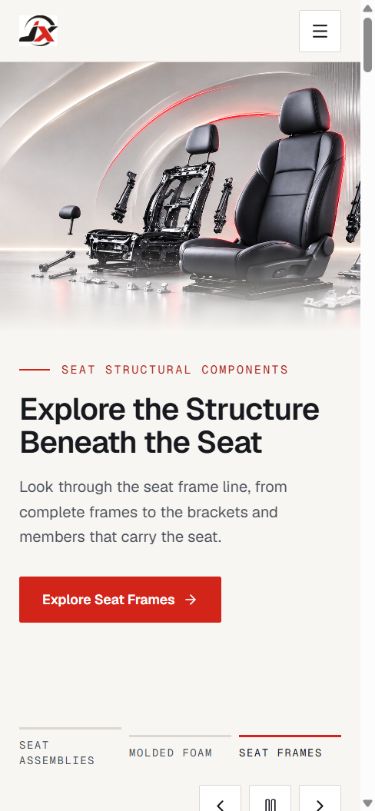 JX
SEAT STRUCTURAL COMPONENTS
Explore the Structure
Beneath the Seat
Look through the seat frame line, from
complete frames to the brackets and
members that carry the seat.
Explore Seat Frames →
SEAT
ASSEMBLIES
MOLDED FOAM
SEAT FRAMES